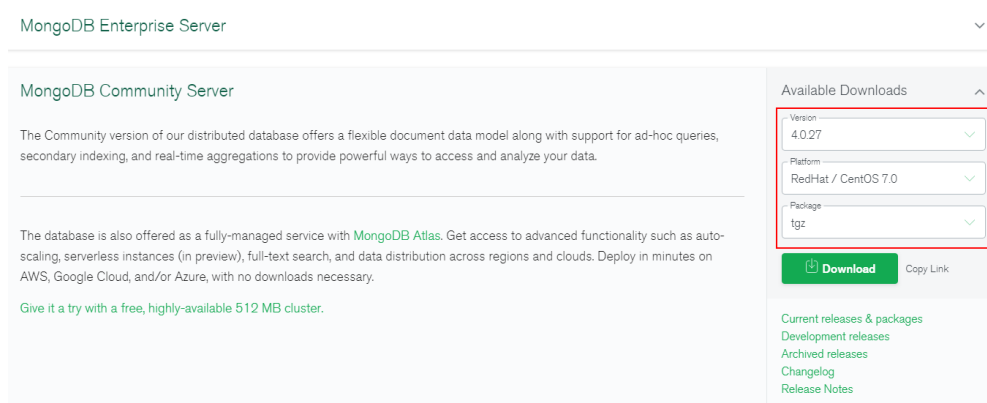 MongoDB Enterprise Server
MongoDB Community Server
The Community version of our distributed database offers a flexible document data model along with support for ad-hoc queries,
secondary indexing, and real-time aggregations to provide powerful ways to access and analyze your data.
The database is also offered as a fully-managed service with MongoDB Atlas. Get access to advanced functionality such as auto-
scaling, serverless instances (in preview), full-text search, and data distribution across regions and clouds. Deploy in minutes on
AWS, Google Cloud, and/or Azure, with no downloads necessary.
Give it a try with a free, highly-available 512 MB cluster.
Available Downloads
Version
4.0.27
Platform
RedHat / CentOS 7.0
Package
tgz
Download Copy Link
Current releases & packages
Development releases
Archived releases
Changelog
Release Notes